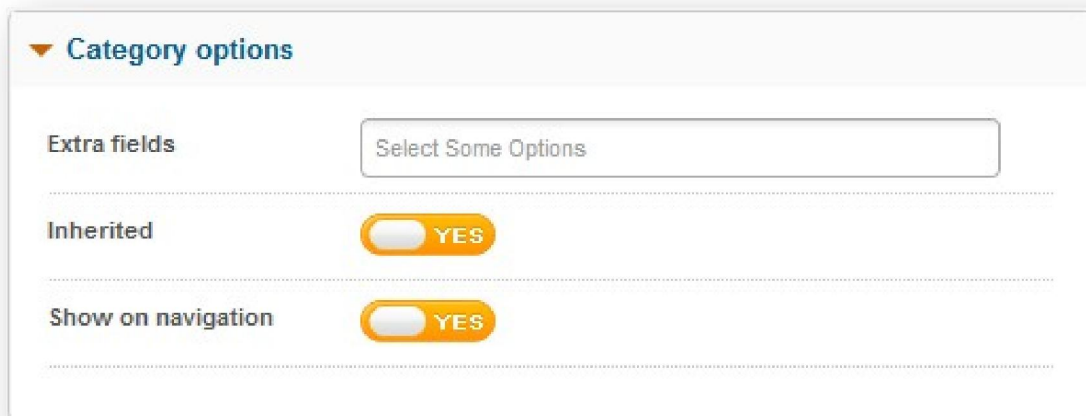 Category options
Extra fields
Select Some Options
Inherited
YES
Show on navigation
YES